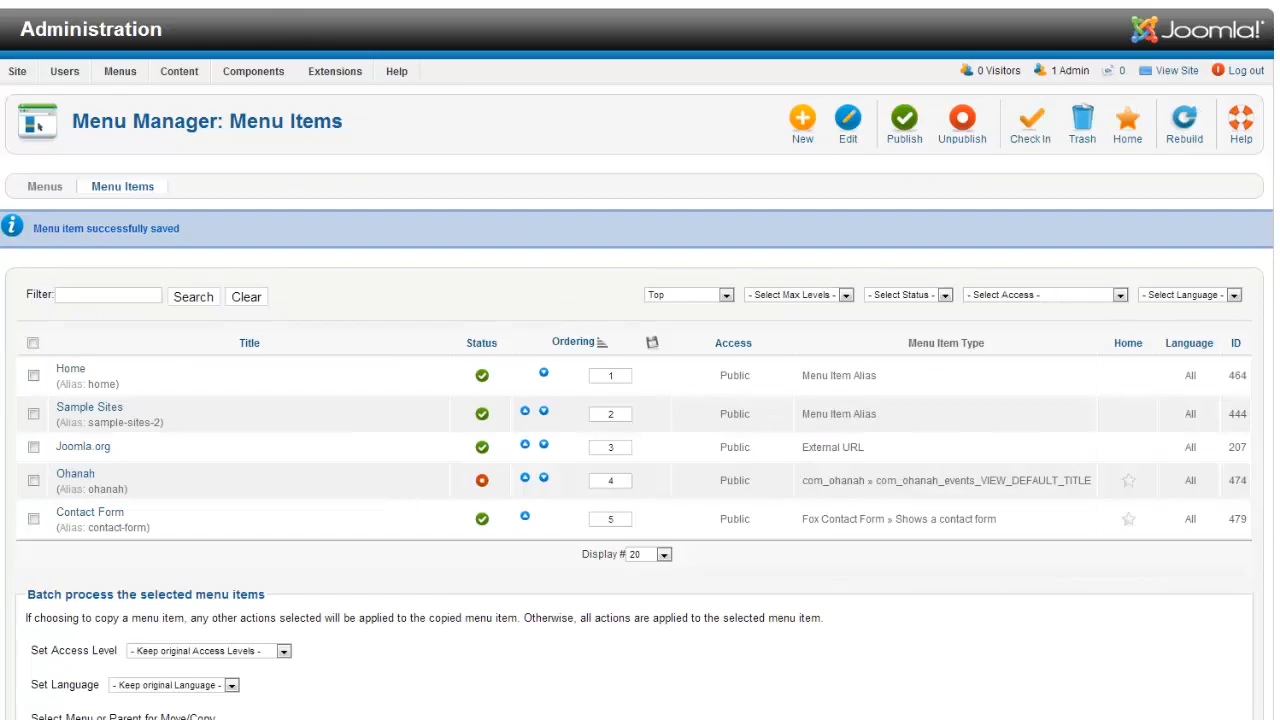 Administration
Joomla!
Site Users Menus Content Components Extensions Help 0 Visitors 1 Admin 0 View Site Log out
Menu Manager: Menu Items
New Edit Publish Unpublish Check In Trash Home Rebuild Help
Menus Menu Items
Menu item successfully saved
Filter: Search Clear Top - Select Max Levels - - Select Status - - Select Access - - Select Language -
Title Status Ordering Access Menu Item Type Home Language ID
Home
(Alias: home) 1 Public Menu Item Alias All 464
Sample Sites
(Alias: sample-sites-2) 2 Public Menu Item Alias All 444
Joomla.org 3 Public External URL All 207
Ohanah
(Alias: ohanah) 4 Public com_ohanah » com_ohanah_events_VIEW_DEFAULT_TITLE All 474
Contact Form
(Alias: contact-form) 5 Public Fox Contact Form » Shows a contact form All 479
Display # 20
Batch process the selected menu items
If choosing to copy a menu item, any other actions selected will be applied to the copied menu item. Otherwise, all actions are applied to the selected menu item.
Set Access Level - Keep original Access Levels -
Set Language - Keep original Language -
Select Menu or Parent for Move/Copy